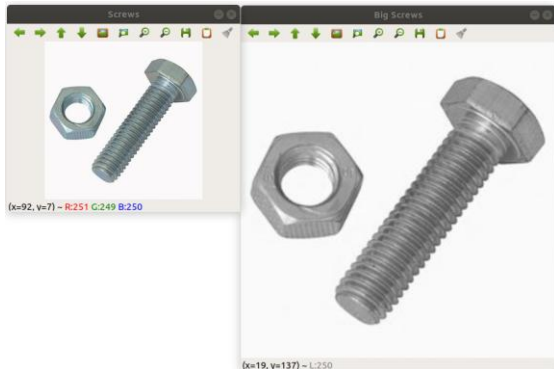 Screws
Big Screws
(x=92, y=7) ~ R:251 G:249 B:250
(x=19, y=137) ~ L:250